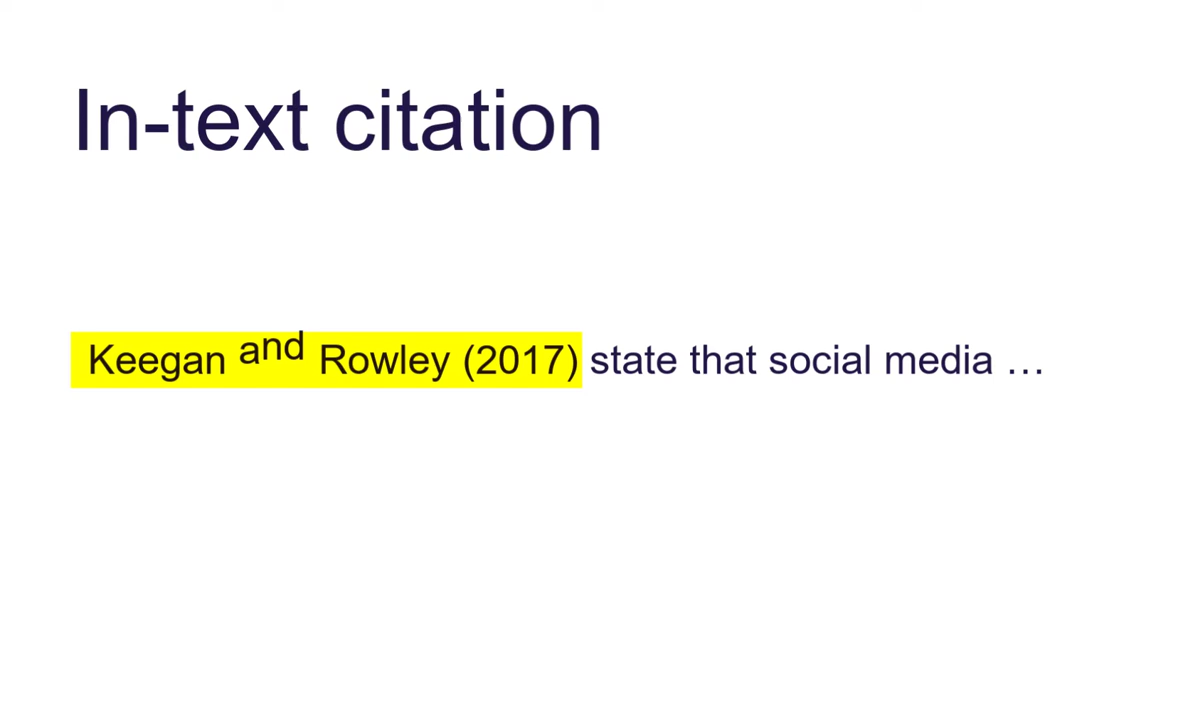 In-text citation
Keegan and Rowley (2017) state that social media …